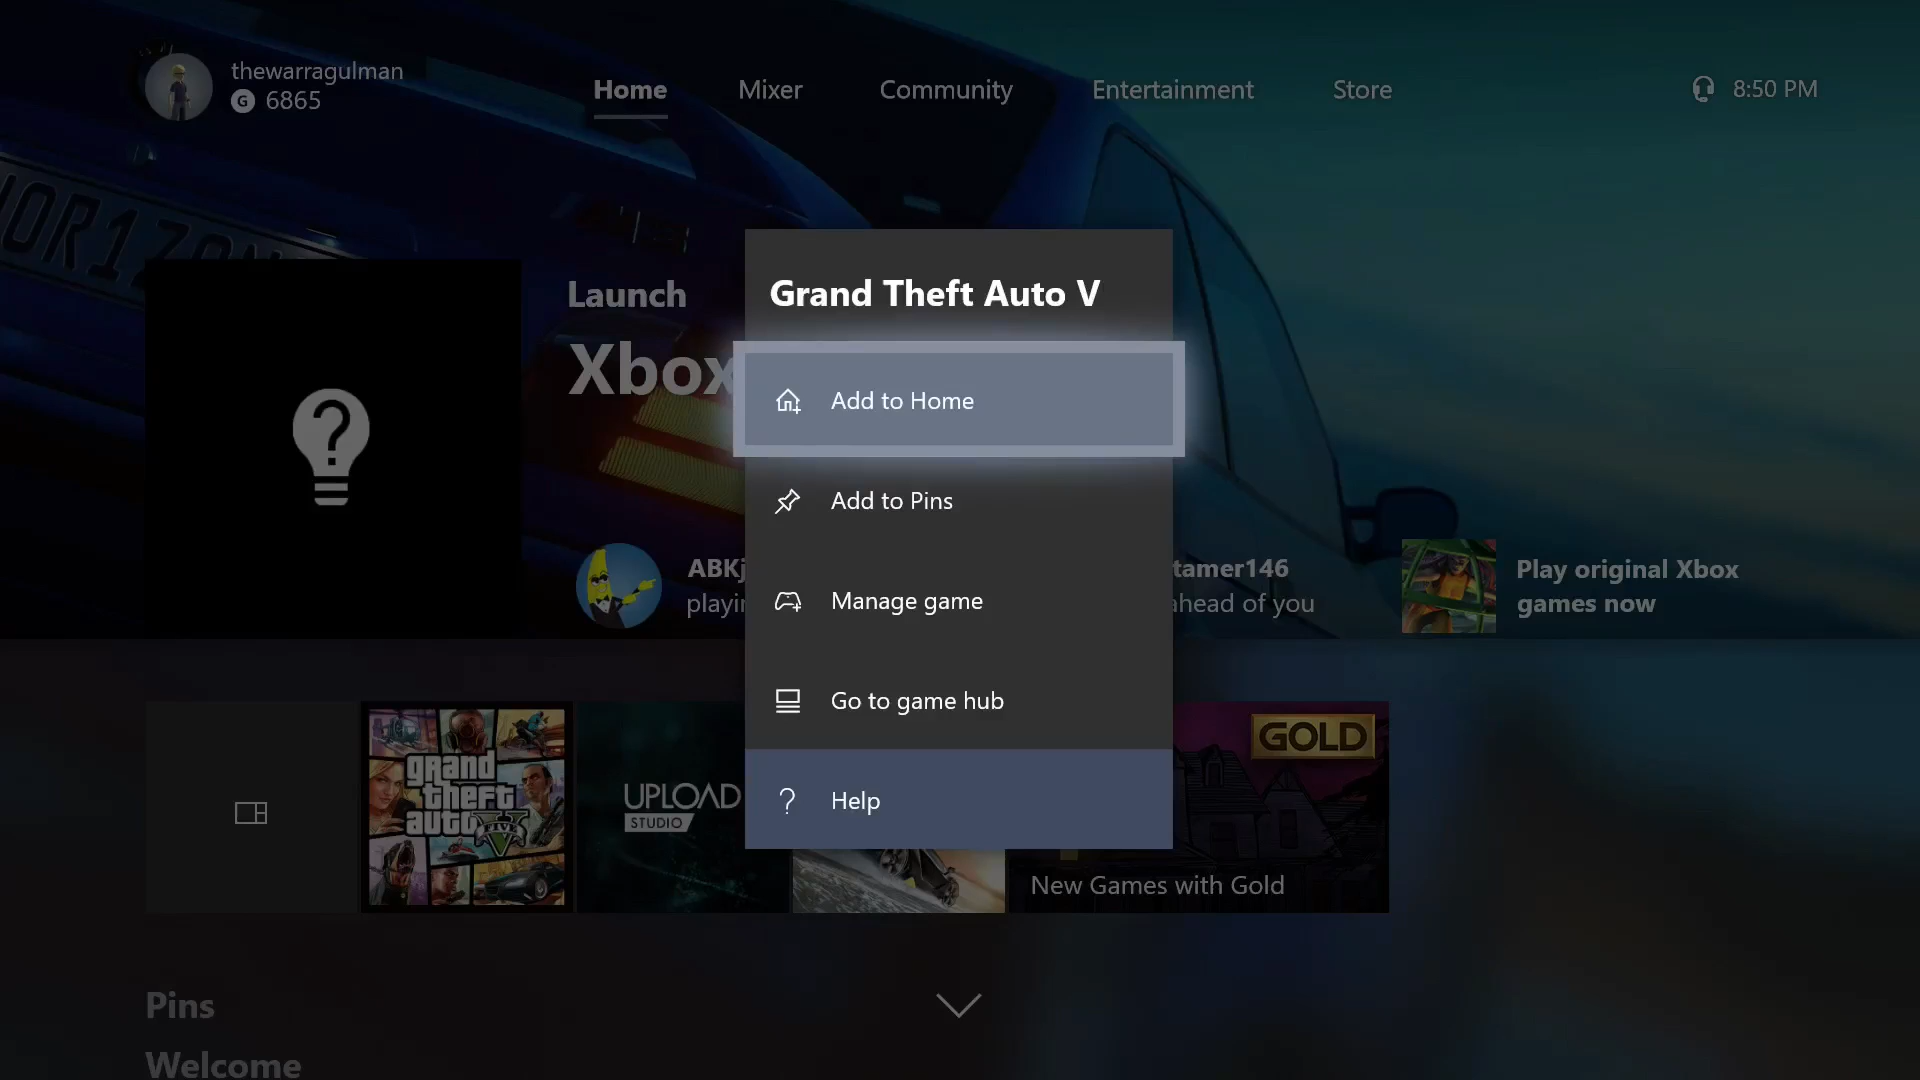 thewarragulman
G 6865
Home
Mixer
Community
Entertainment
Store
8:50 PM
Launch
Xbox
Grand Theft Auto V
Add to Home
Add to Pins
Manage game
Go to game hub
Help
ABKj
playin
tamer146
ahead of you
Play original Xbox
games now
grand
theft
auto
FIVE
UPLOAD
STUDIO
GOLD
New Games with Gold
Pins
Welcome